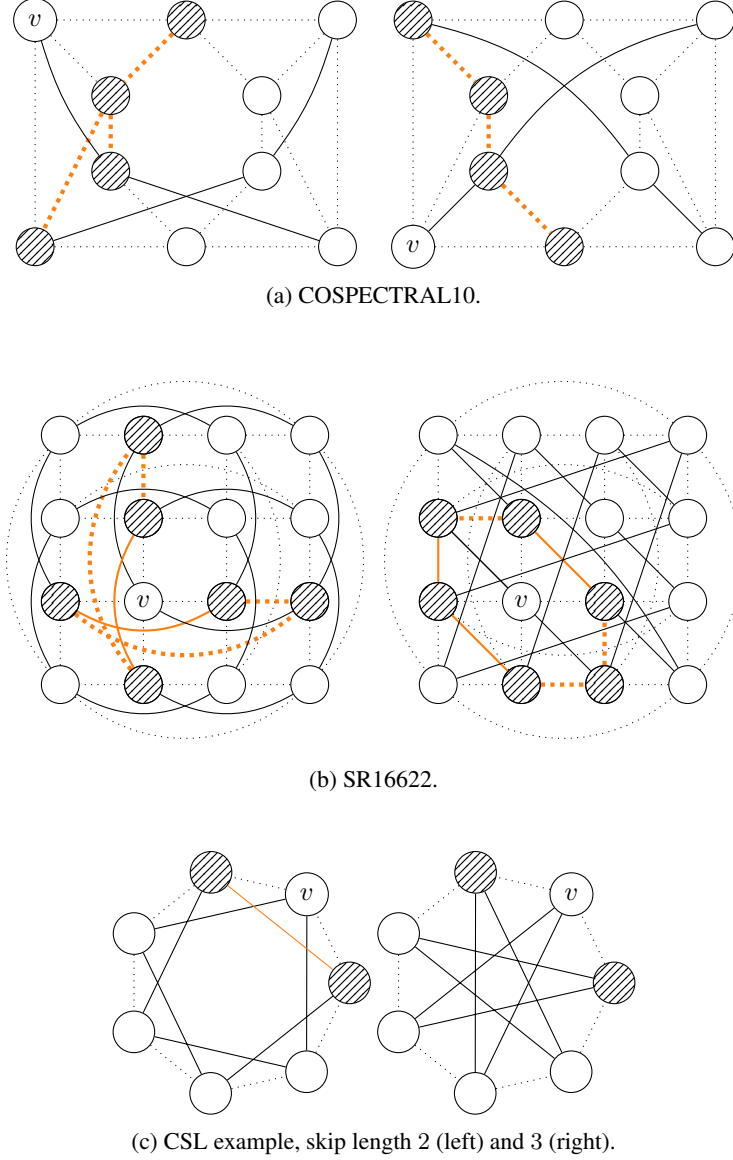 v
v
(a) COSPECTRAL10.
v
v
(b) SR16622.
v
v
(c) CSL example, skip length 2 (left) and 3 (right).